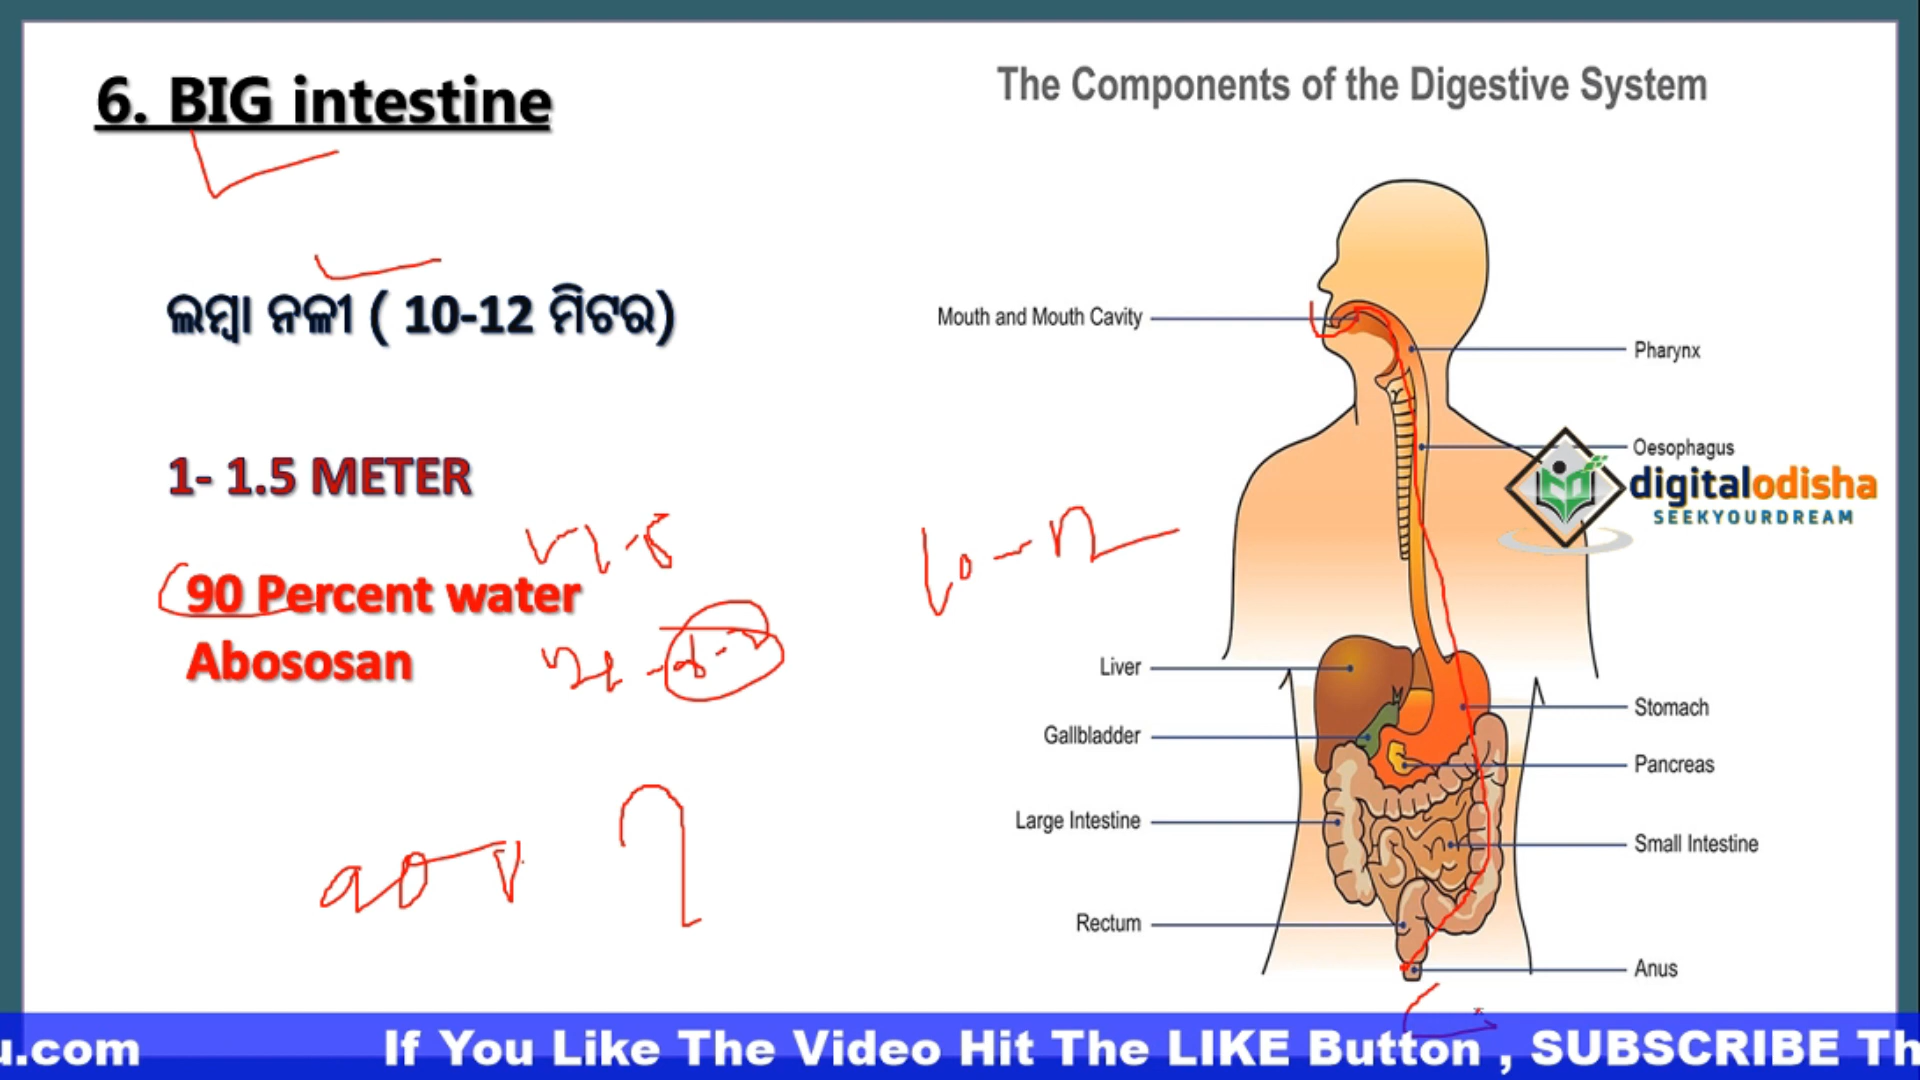 6. BIG intestine
ଲମ୍ବା ନଳୀ ( 10-12 ମିଟର)
1- 1.5 METER
90 Percent water
Abososan
10-12
The Components of the Digestive System
Mouth and Mouth Cavity
Pharynx
Oesophagus
digitalodisha
SEEKYOURDREAM
Liver
Stomach
Gallbladder
Pancreas
Large Intestine
Small Intestine
Rectum
Anus
u.com If You Like The Video Hit The LIKE Button , SUBSCRIBE Th